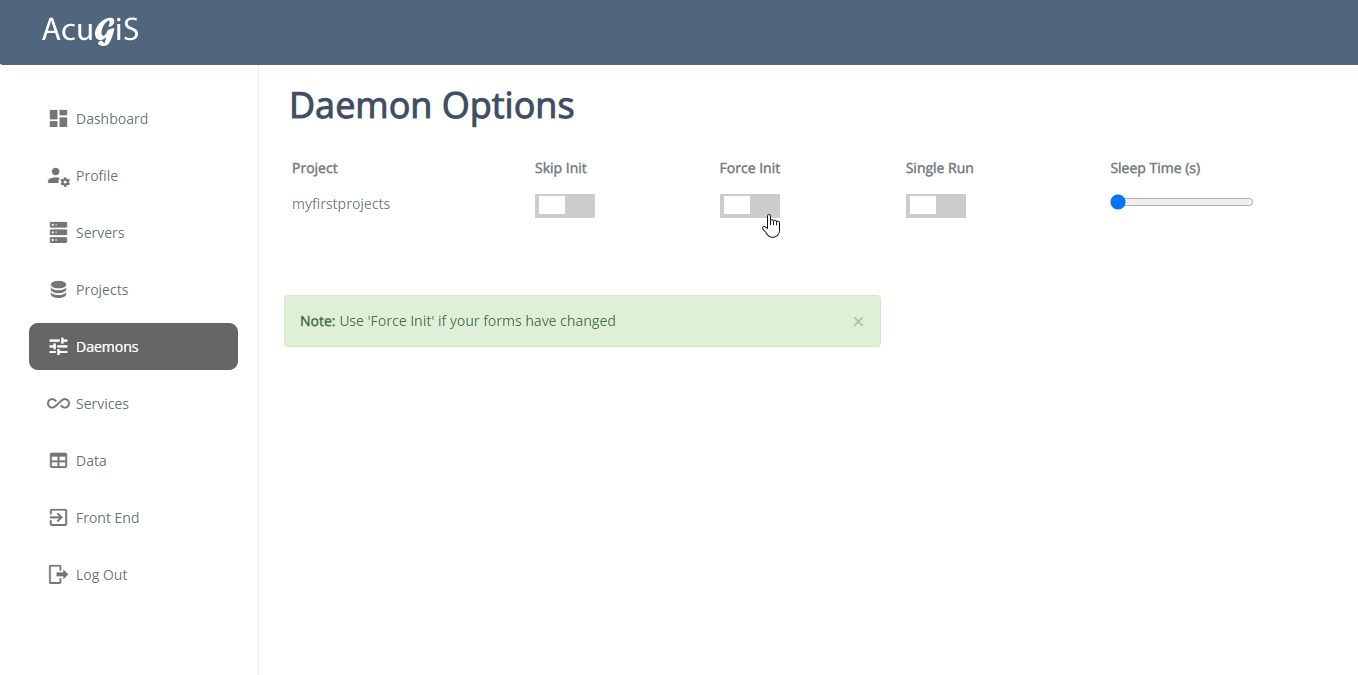 AcuGiS
Dashboard
Profile
Servers
Projects
Daemons
Services
Data
Front End
Log Out
Daemon Options
Project Skip Init Force Init Single Run Sleep Time (s)
myfirstprojects
Note: Use 'Force Init' if your forms have changed ×